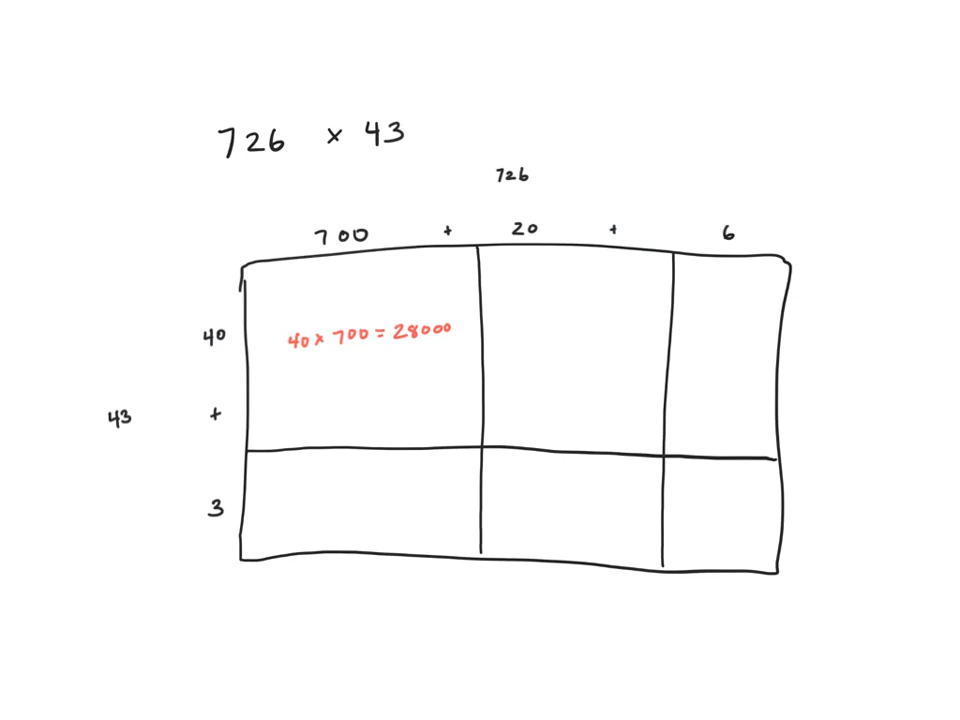 726 × 43
726
700 + 20 + 6
40
40 × 700 = 28000
43 +
3